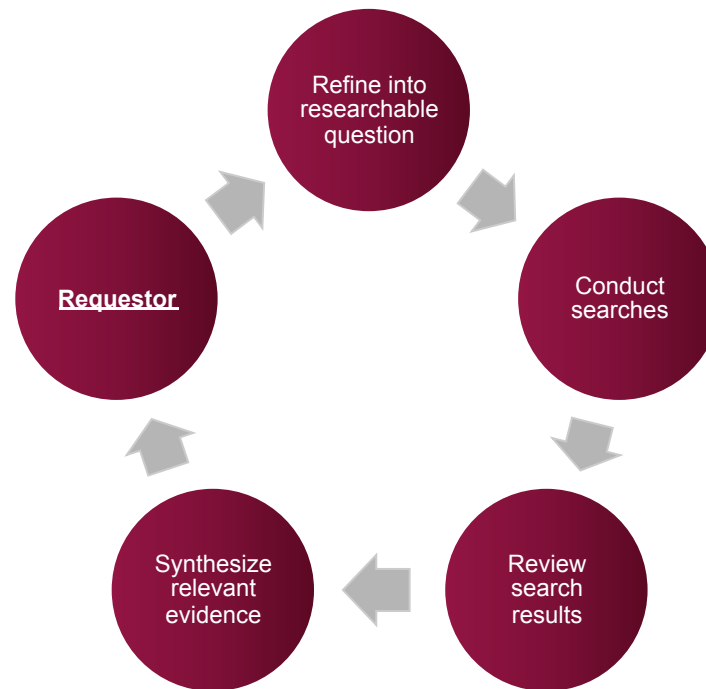 Refine into
researchable
question
Conduct
searches
Review
search
results
Synthesize
relevant
evidence
Requestor